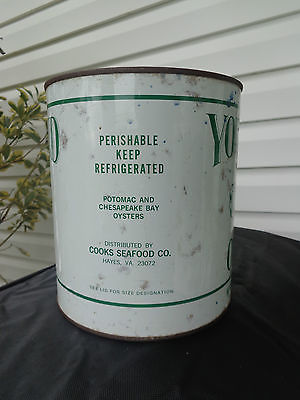 PERISHABLE
KEEP
REFRIGERATED
POTOMAC AND
CHESAPEAKE BAY
OYSTERS
DISTRIBUTED BY
COOKS SEAFOOD CO.
HAYES, VA. 23072
SEE LID FOR SIZE DESIGNATION
O
YO